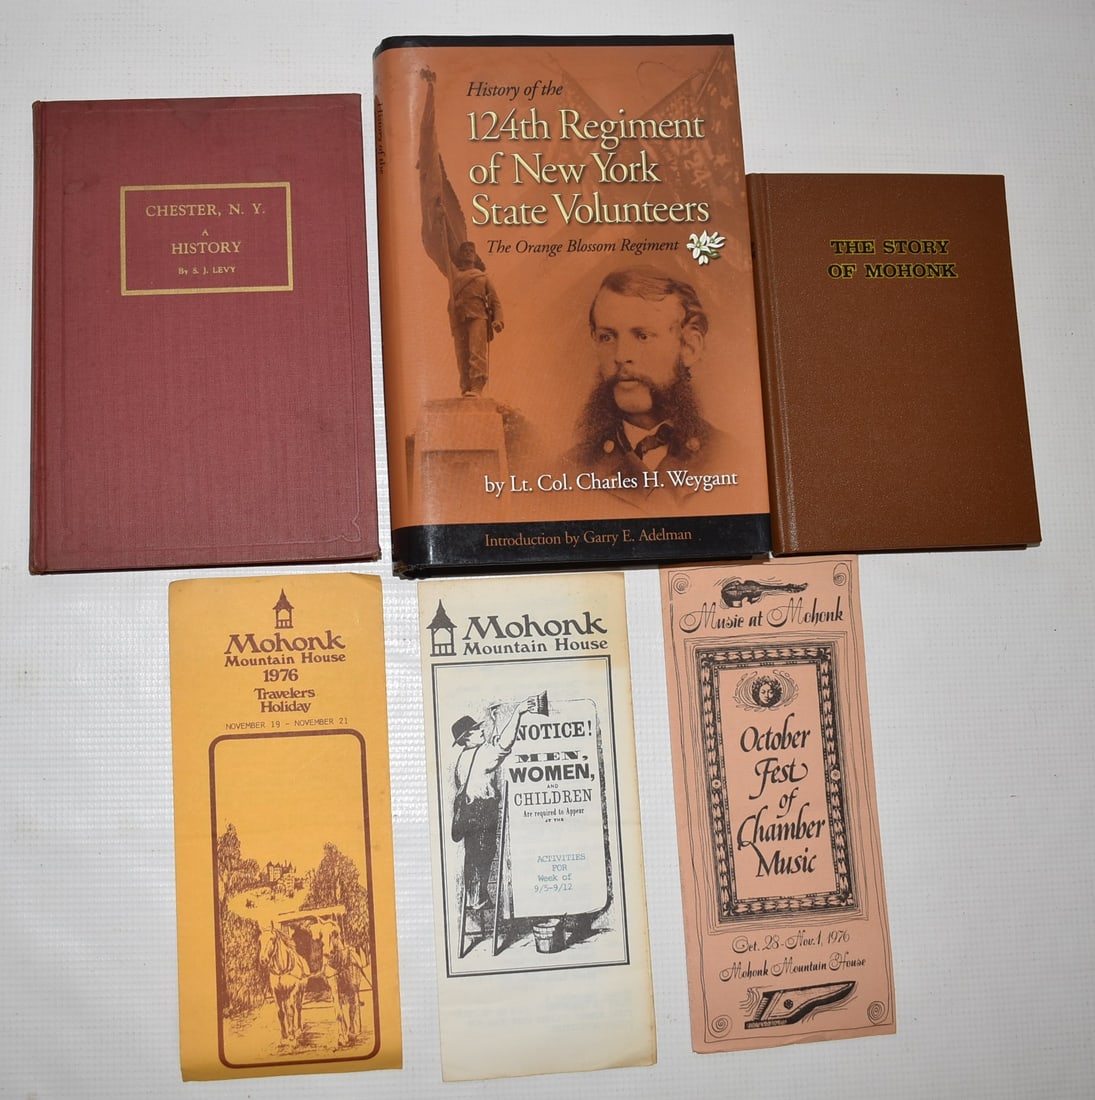 CHESTER, N. Y.
A
HISTORY
By S. J. LEVY
History of the
History of the
124th Regiment
of New York
State Volunteers
The Orange Blossom Regiment
by Lt. Col. Charles H. Weygant
Introduction by Garry E. Adelman
THE STORY
OF MOHONK
Mohonk
Mountain House
1976
Travelers
Holiday
NOVEMBER 19 - NOVEMBER 21
Mohonk
Mountain House
NOTICE!
MEN,
WOMEN,
AND
CHILDREN
Are required to Appear
AT THE
ACTIVITIES
FOR
Week of
9/5-9/12
Music at Mohonk
October
Fest
of
Chamber
Music
Oct. 28-Nov. 1, 1976
Mohonk Mountain House